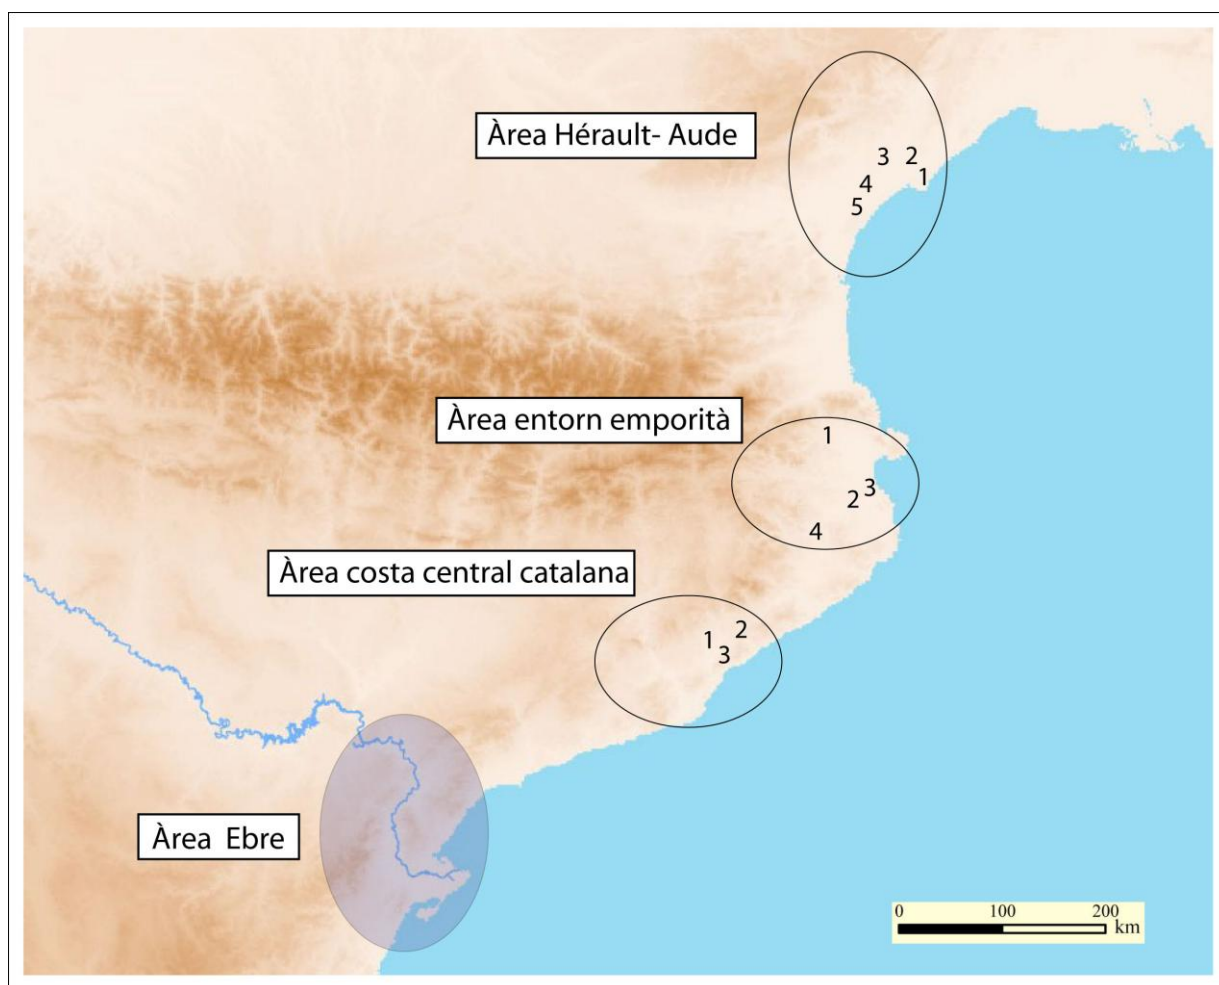 Àrea Hérault- Aude
3 2
1
4
5
Àrea entorn emporità
1
3
2
4
Àrea costa central catalana
2
1
3
Àrea Ebre
0 100 200
km